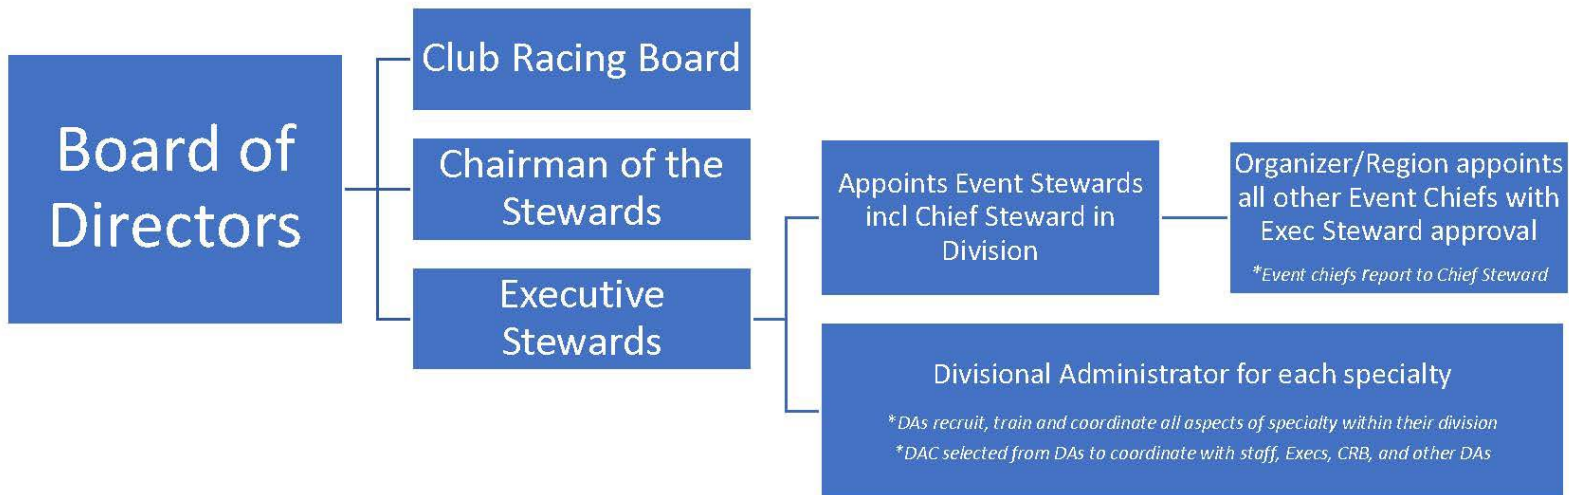 Board of
Directors
Club Racing Board
Chairman of the
Stewards
Executive
Stewards
Appoints Event Stewards
incl Chief Steward in
Division
Organizer/Region appoints
all other Event Chiefs with
Exec Steward approval
*Event chiefs report to Chief Steward
Divisional Administrator for each specialty
*DAs recruit, train and coordinate all aspects of specialty within their division
*DAC selected from DAs to coordinate with staff, Execs, CRB, and other DAs